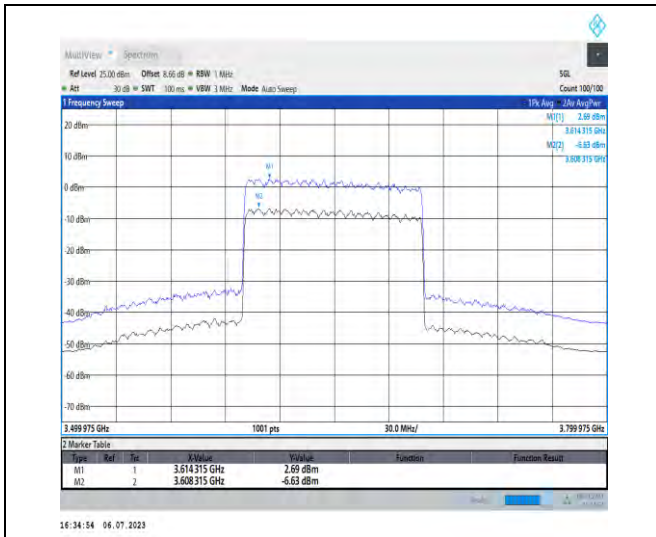 MultiView Spectrum
Ref Level 25.00 dBm Offset 8.66 dB RBW 1 MHz SGL
Att 30 dB SWT 100 ms VBW 3 MHz Mode Auto Sweep Count 100/100
1 Frequency Sweep 1Pk Avg 2Av AvgPwr
M1[1] 2.69 dBm
3.614 315 GHz
M2[2] -6.63 dBm
3.608 315 GHz
20 dBm
10 dBm
M1
0 dBm
M2
-10 dBm
-20 dBm
-30 dBm
-40 dBm
-50 dBm
-60 dBm
-70 dBm
3.499 975 GHz 1001 pts 30.0 MHz/ 3.799 975 GHz
2 Marker Table
Type Ref Trc X-Value Y-Value Function Function Result
M1 1 3.614 315 GHz 2.69 dBm
M2 2 3.608 315 GHz -6.63 dBm
16:34:54 06.07.2023